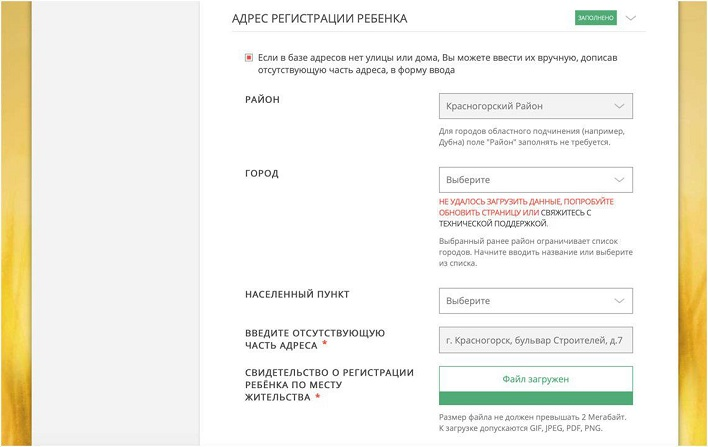 АДРЕС РЕГИСТРАЦИИ РЕБЕНКА
ЗАПОЛНЕНО
Если в базе адресов нет улицы или дома, Вы можете ввести их вручную, дописав
отсутствующую часть адреса, в форму ввода
РАЙОН
Красногорский Район
Для городов областного подчинения (например,
Дубна) поле "Район" заполнять не требуется.
ГОРОД
Выберите
НЕ УДАЛОСЬ ЗАГРУЗИТЬ ДАННЫЕ, ПОПРОБУЙТЕ
ОБНОВИТЬ СТРАНИЦУ ИЛИ СВЯЖИТЕСЬ С
ТЕХНИЧЕСКОЙ ПОДДЕРЖКОЙ.
Выбранный ранее район ограничивает список
городов. Начните вводить название или выберите
из списка.
НАСЕЛЕННЫЙ ПУНКТ
Выберите
ВВЕДИТЕ ОТСУТСТВУЮЩУЮ
ЧАСТЬ АДРЕСА *
г. Красногорск, бульвар Строителей, д.7
СВИДЕТЕЛЬСТВО О РЕГИСТРАЦИИ
РЕБЁНКА ПО МЕСТУ
ЖИТЕЛЬСТВА *
Файл загружен
Размер файла не должен превышать 2 Мегабайт.
К загрузке допускаются GIF, JPEG, PDF, PNG.